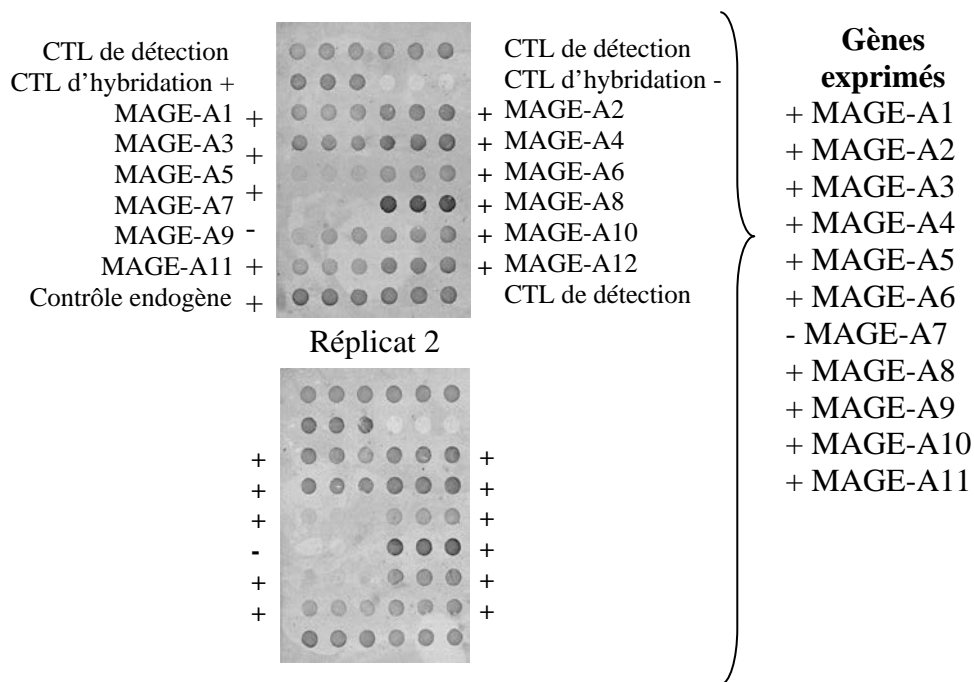 CTL de détection CTL de détection
CTL d'hybridation + CTL d'hybridation -
MAGE-A1 + + MAGE-A2
MAGE-A3 + + MAGE-A4
MAGE-A5 + + MAGE-A6
MAGE-A7 - + MAGE-A8
MAGE-A9 + + MAGE-A10
MAGE-A11 + + MAGE-A12
Contrôle endogène CTL de détection
Réplicat 2
+ +
+ +
+ +
- +
+ +
+ +
Gènes
exprimés
+ MAGE-A1
+ MAGE-A2
+ MAGE-A3
+ MAGE-A4
+ MAGE-A5
+ MAGE-A6
- MAGE-A7
+ MAGE-A8
+ MAGE-A9
+ MAGE-A10
+ MAGE-A11